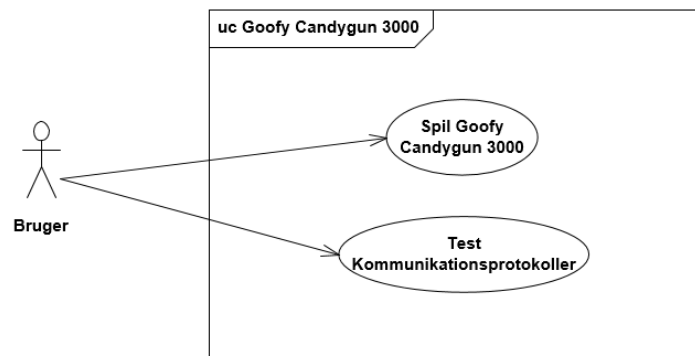 uc Goofy Candygun 3000
Spil Goofy
Candygun 3000
Bruger
Test
Kommunikationsprotokoller